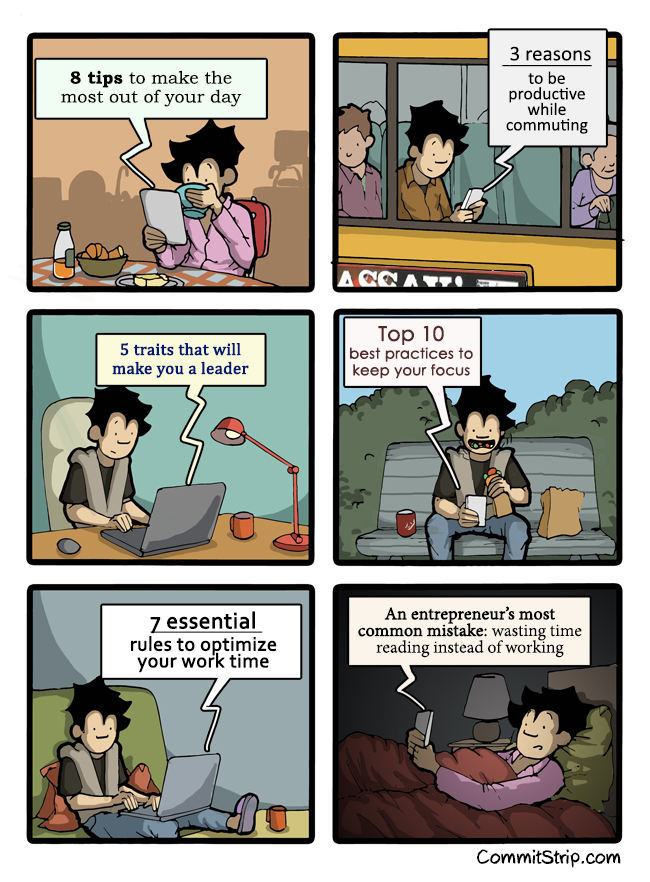 8 tips to make the
most out of your day
3 reasons
to be
productive
while
commuting
5 traits that will
make you a leader
Top 10
best practices to
keep your focus
7 essential
rules to optimize
your work time
An entrepreneur's most
common mistake: wasting time
reading instead of working
CommitStrip.com